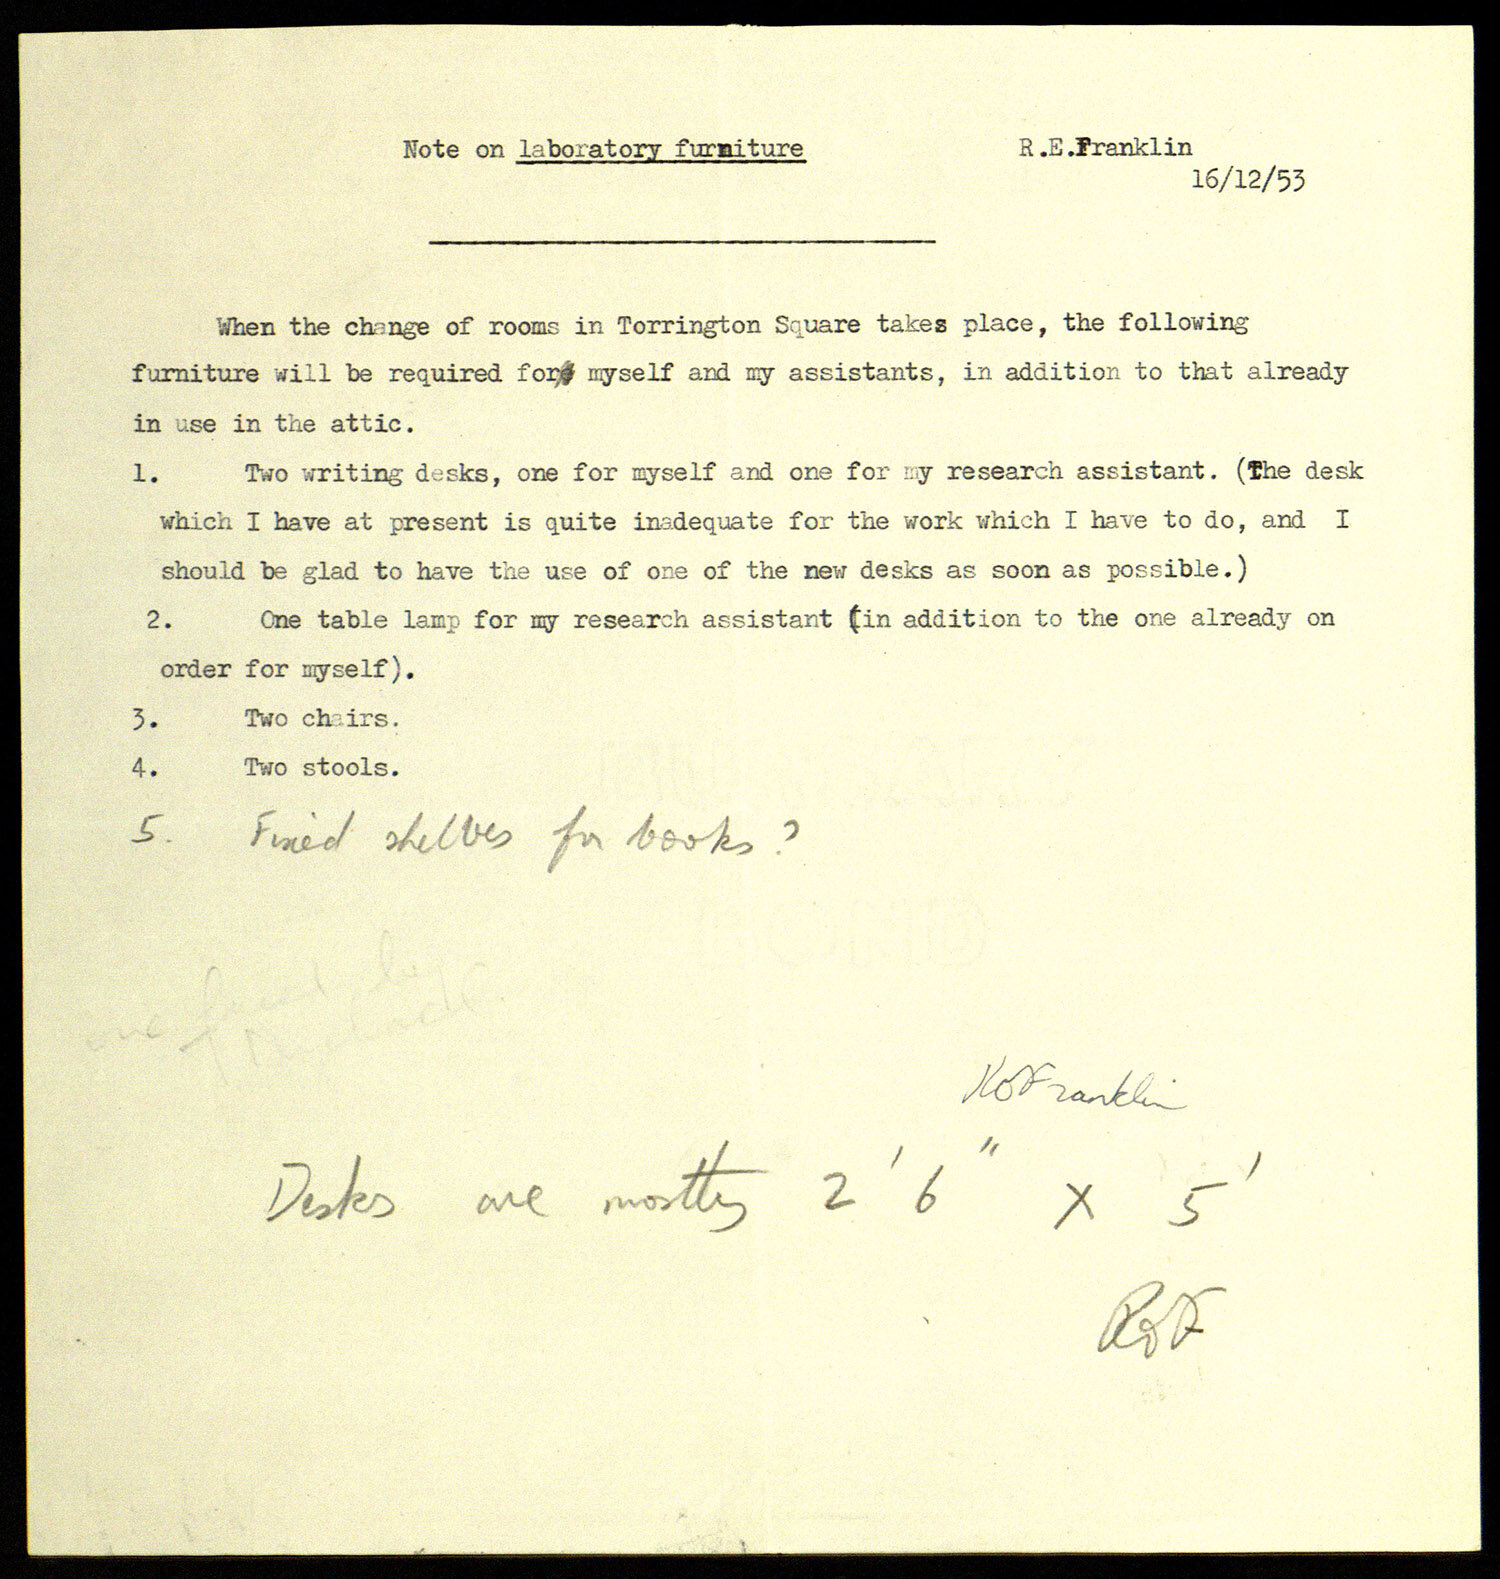 Note on laboratory furniture R.E.Franklin
16/12/53
When the change of rooms in Torrington Square takes place, the following
furniture will be required for myself and my assistants, in addition to that already
in use in the attic.
1. Two writing desks, one for myself and one for my research assistant. (The desk
which I have at present is quite inadequate for the work which I have to do, and I
should be glad to have the use of one of the new desks as soon as possible.)
2. One table lamp for my research assistant (in addition to the one already on
order for myself).
3. Two chairs.
4. Two stools.
5. Fixed shelves for books?
REFranklin
Desks are mostly 2' 6" x 5'
REF